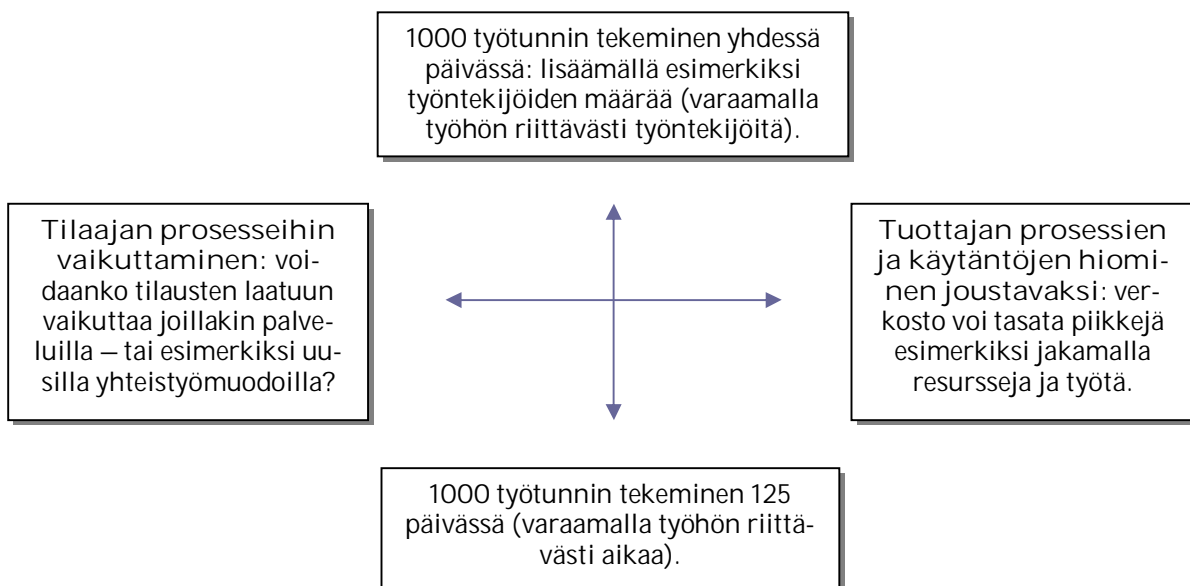 1000 työtunnin tekeminen yhdessä
päivässä: lisäämällä esimerkiksi
työntekijöiden määrää (varaamalla
työhön riittävästi työntekijöitä).
Tilaajan prosesseihin
vaikuttaminen: voi-
daanko tilausten laatuun
vaikuttaa joillakin palve-
luilla – tai esimerkiksi uu-
silla yhteistyömuodoilla?
Tuottajan prosessien
ja käytäntöjen hiomi-
nen joustavaksi: ver-
kosto voi tasata piikkejä
esimerkiksi jakamalla
resursseja ja työtä.
1000 työtunnin tekeminen 125
päivässä (varaamalla työhön riittä-
västi aikaa).